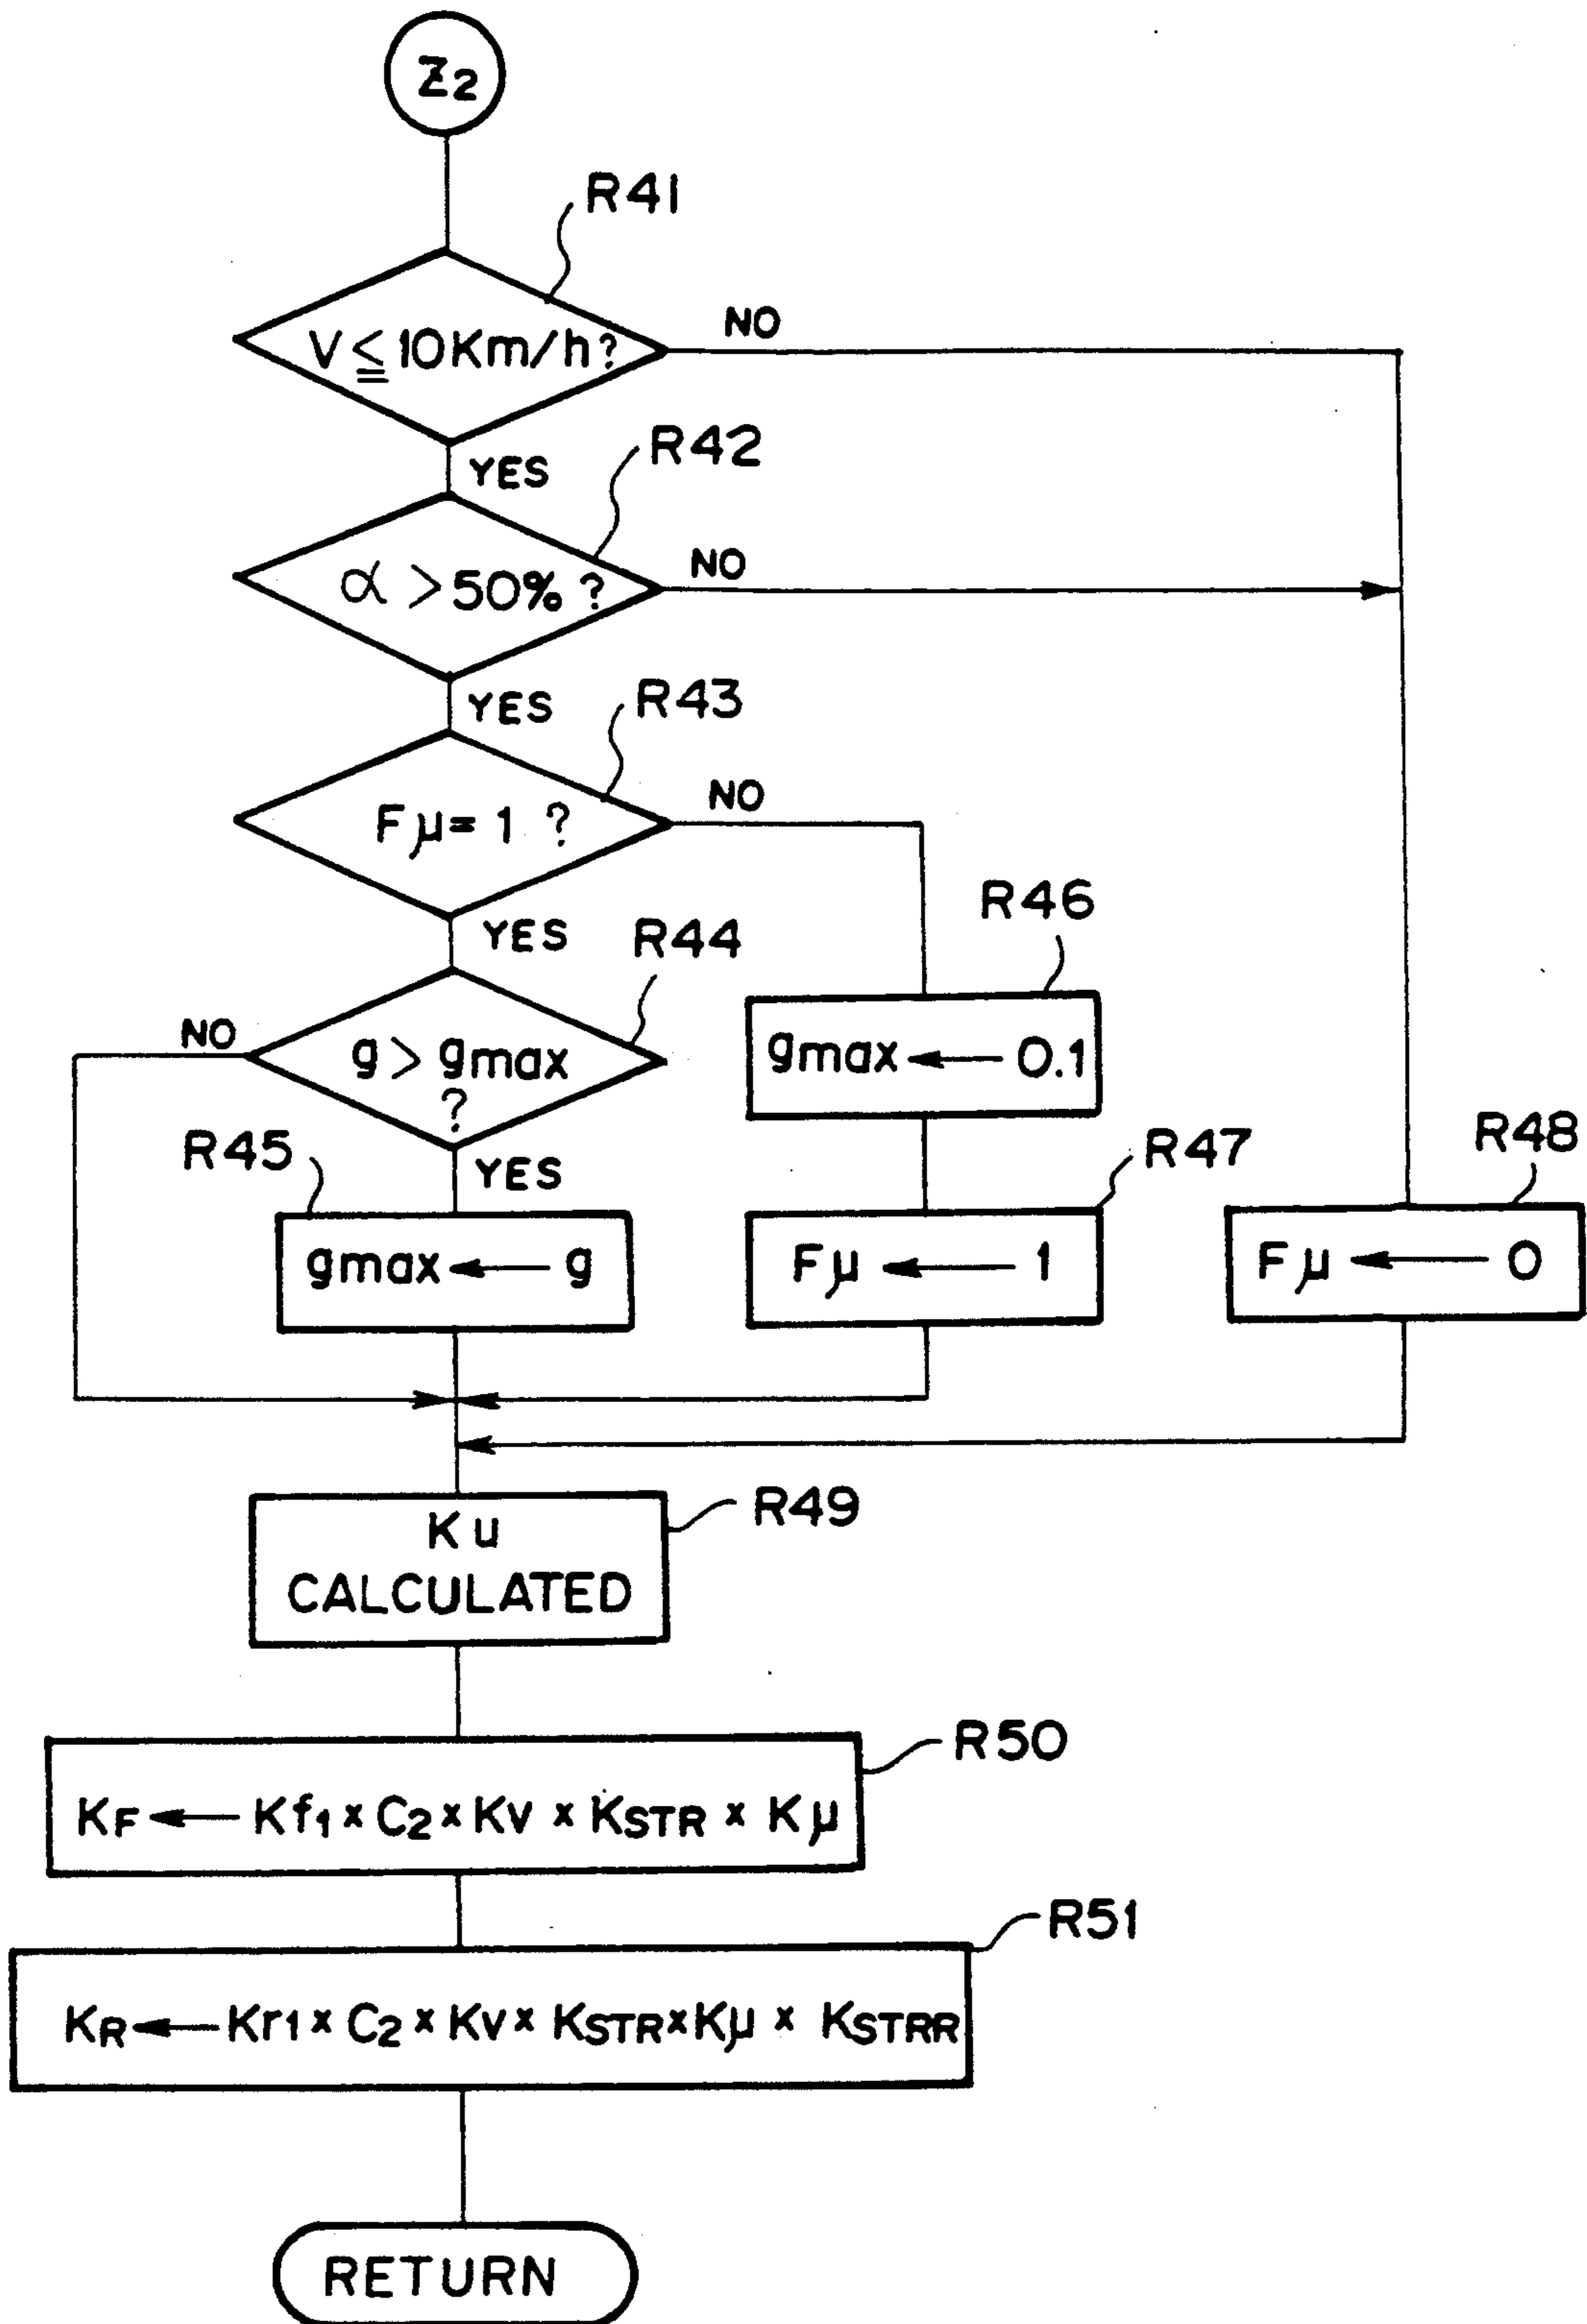 Z2
R41
V ≦ 10Km/h?
NO
YES
R42
α > 50% ?
NO
YES
R43
Fμ = 1 ?
NO
YES
R44
R46
NO
g > gmax
?
gmax ← 0.1
R45
YES
R47
R48
gmax ← g
Fμ ← 1
Fμ ← 0
R49
Ku
CALCULATED
R50
KF ← Kf1 × C2 × KV × KSTR × Kμ
R51
KR ← Kr1 × C2 × KV × KSTR × Kμ × KSTRR
RETURN